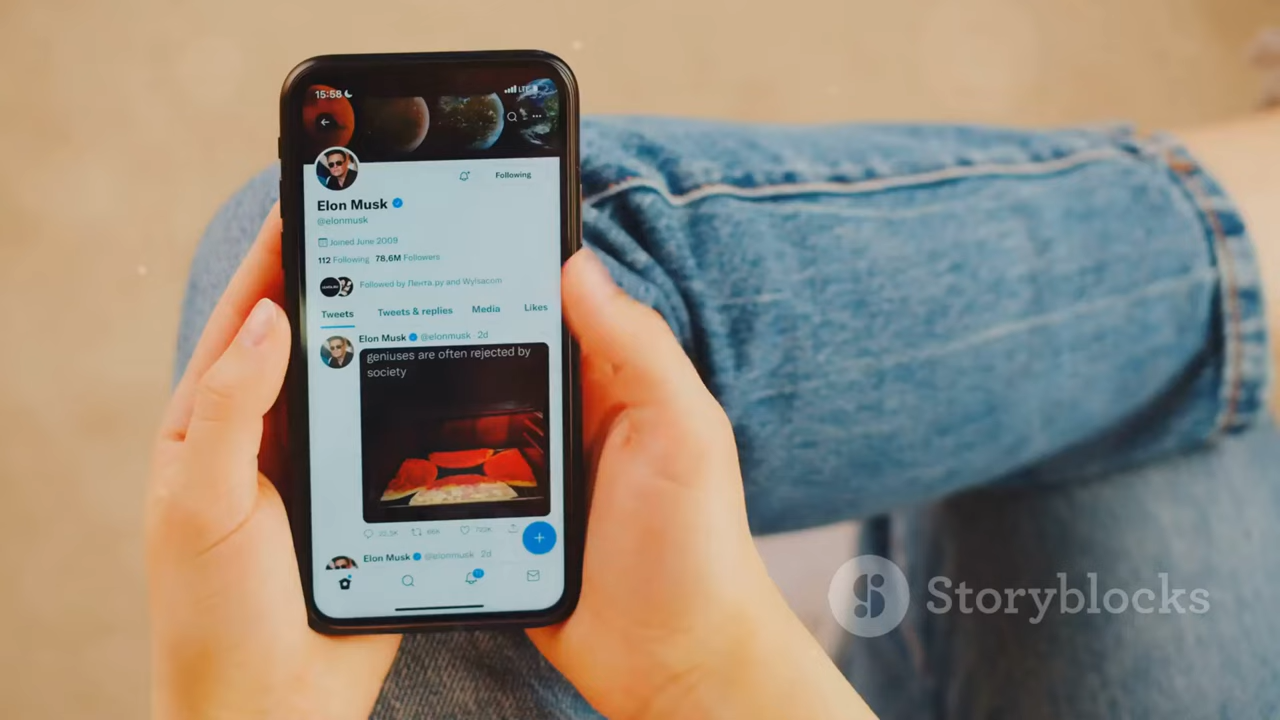 15:58
LTE
Following
Elon Musk
@elonmusk
Joined June 2009
112 Following 78,6M Followers
Followed by Лента.ру and Wylsacom
Tweets Tweets & replies Media Likes
Elon Musk @elonmusk · 2d
geniuses are often rejected by
society
Elon Musk @elonmusk · 2d
Storyblocks